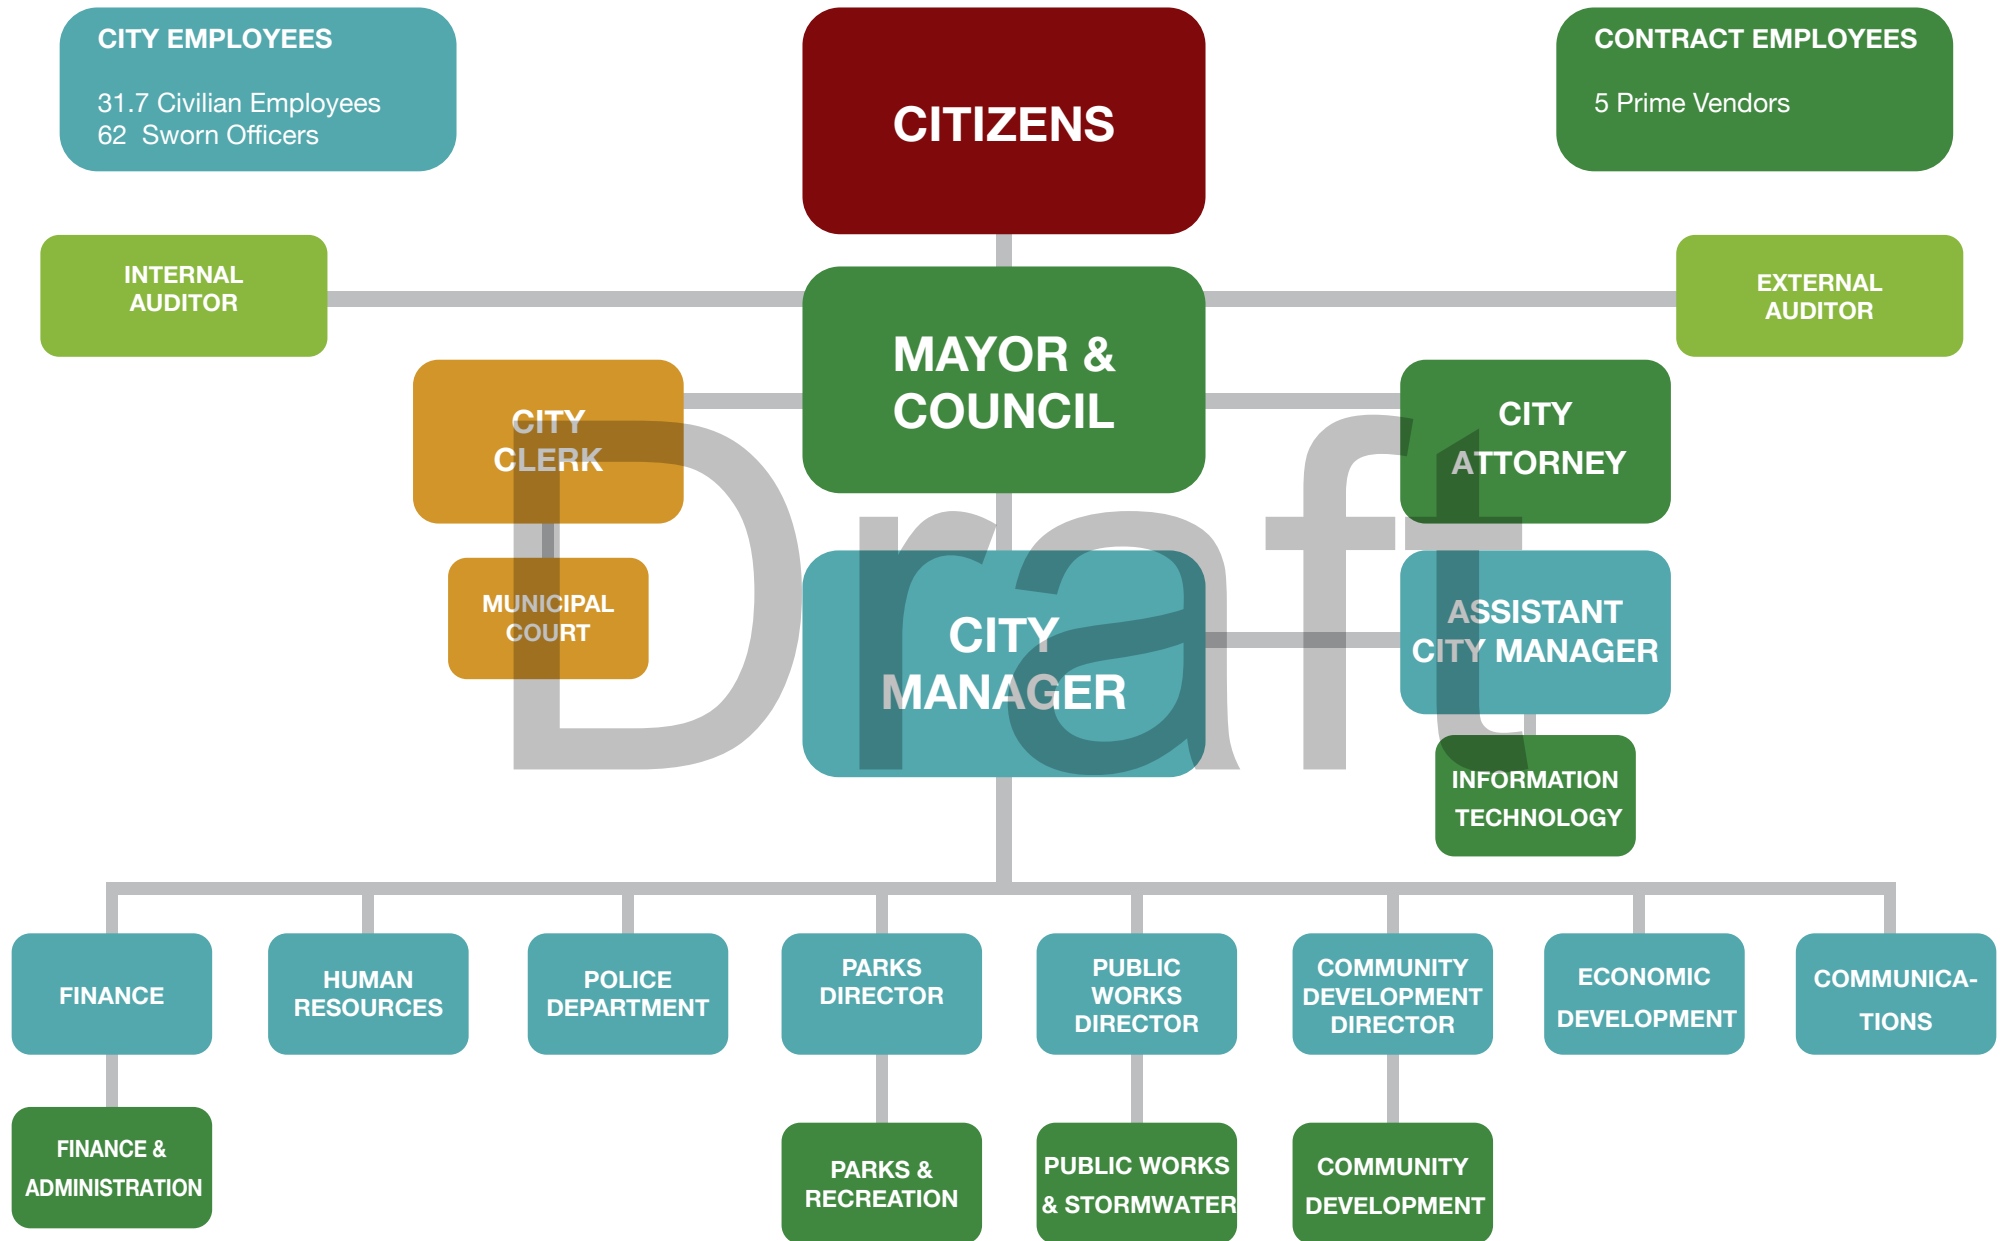 CITY EMPLOYEES
31.7 Civilian Employees
62 Sworn Officers
CITIZENS
CONTRACT EMPLOYEES
5 Prime Vendors
INTERNAL
AUDITOR
EXTERNAL
AUDITOR
MAYOR &
COUNCIL
CITY
CLERK
CITY
ATTORNEY
Draft
MUNICIPAL
COURT
CITY
MANAGER
ASSISTANT
CITY MANAGER
INFORMATION
TECHNOLOGY
FINANCE
HUMAN
RESOURCES
POLICE
DEPARTMENT
PARKS
DIRECTOR
PUBLIC
WORKS
DIRECTOR
COMMUNITY
DEVELOPMENT
DIRECTOR
ECONOMIC
DEVELOPMENT
COMMUNICA-
TIONS
FINANCE &
ADMINISTRATION
PARKS &
RECREATION
PUBLIC WORKS
& STORMWATER
COMMUNITY
DEVELOPMENT